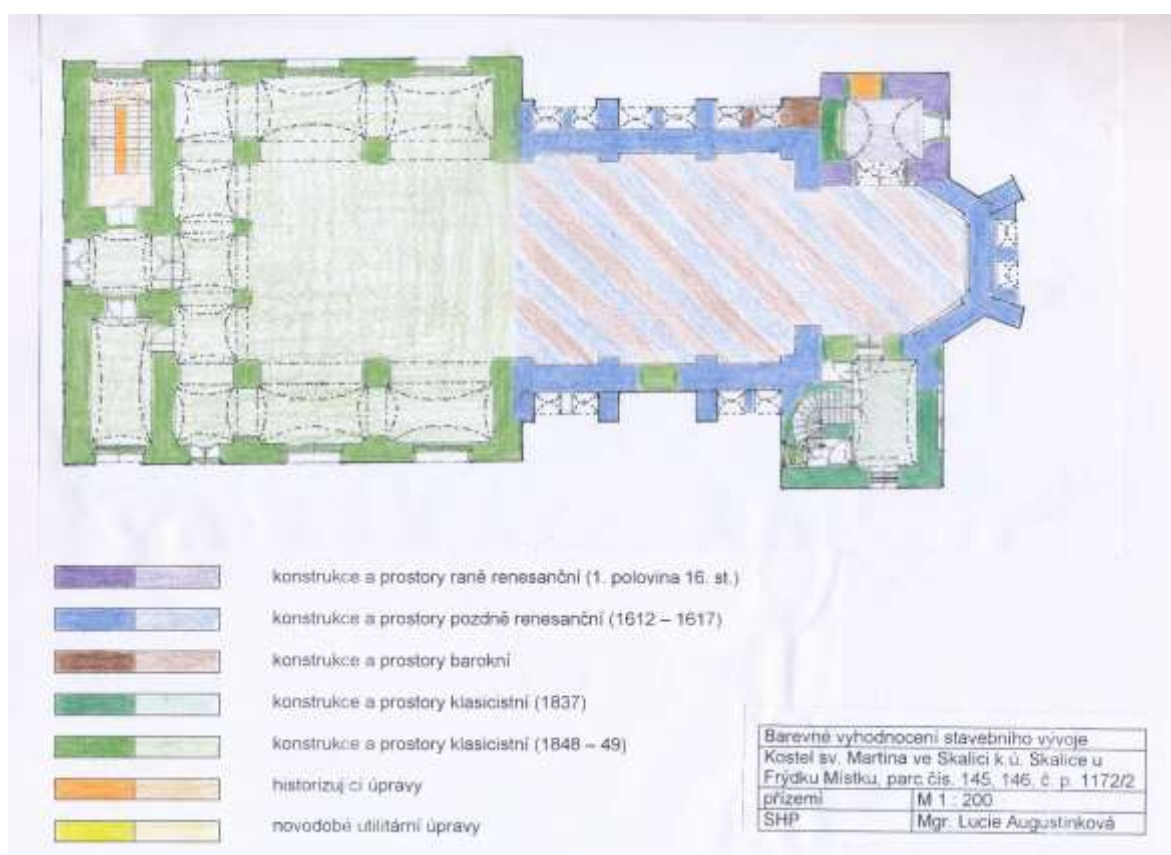 konstrukce a prostory raně renesanční (1. polovina 16. st.)
konstrukce a prostory pozdně renesanční (1612 – 1617)
konstrukce a prostory barokní
konstrukce a prostory klasicistní (1837)
konstrukce a prostory klasicistní (1848 – 49)
historizuj ci úpravy
novodobé utilitární úpravy
Barevné vyhodnocení stavebního vývoje
Kostel sv. Martina ve Skalici k.ú. Skalice u
Frýdku Místku, parc čís. 145, 146, č. p. 1172/2
přízemí M 1 : 200
SHP Mgr. Lucie Augustinková